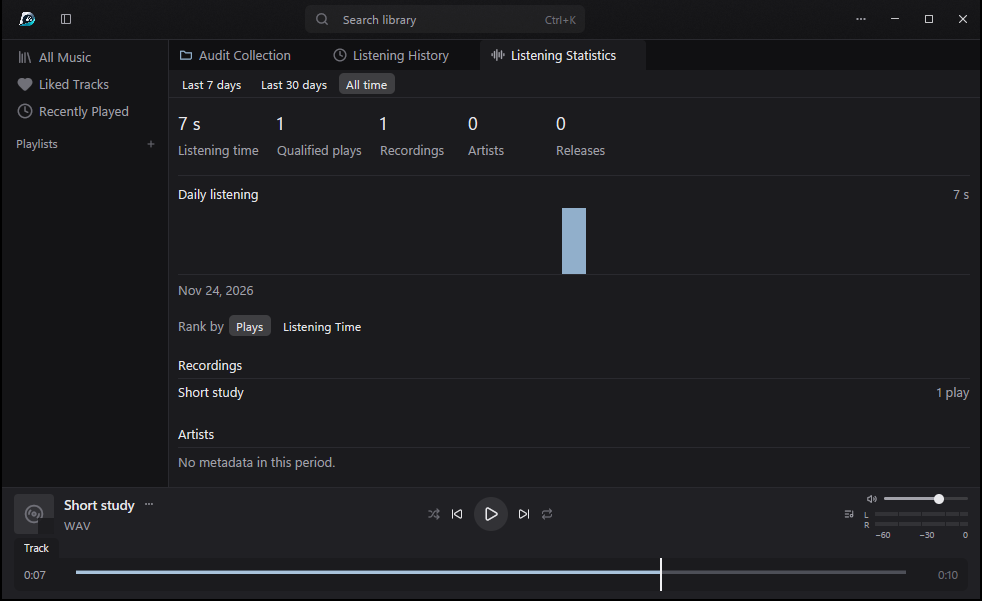 Search library Ctrl+K
All Music
Liked Tracks
Recently Played
Playlists +
Audit Collection Listening History Listening Statistics
Last 7 days Last 30 days All time
7 s 1 1 0 0
Listening time Qualified plays Recordings Artists Releases
Daily listening 7 s
Nov 24, 2026
Rank by Plays Listening Time
Recordings
Short study 1 play
Artists
No metadata in this period.
Short study ...
WAV
L
R
-60 -30 0
Track
0:07 0:10